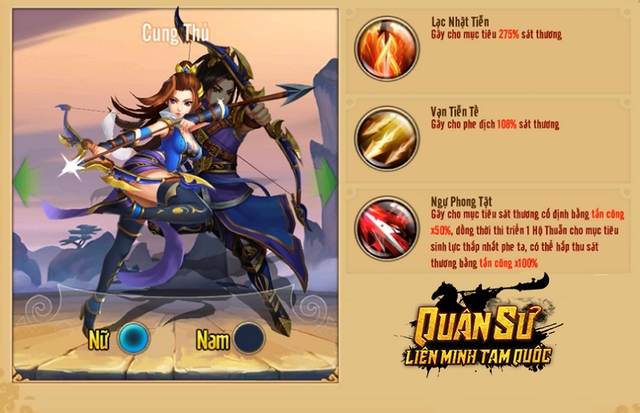 Cung Thủ
Nữ
Nam
Lạc Nhật Tiễn
Gây cho mục tiêu 275% sát thương
Vạn Tiễn Tề
Gây cho phe địch 108% sát thương
Ngự Phong Tật
Gây cho mục tiêu sát thương cố định bằng tấn công
x50%, đồng thời thi triển 1 Hộ Thuẫn cho mục tiêu
sinh lực thấp nhất phe ta, có thể hấp thu sát
thương bằng tấn công x100%
QUÂN SƯ
LIÊN MINH TAM QUỐC